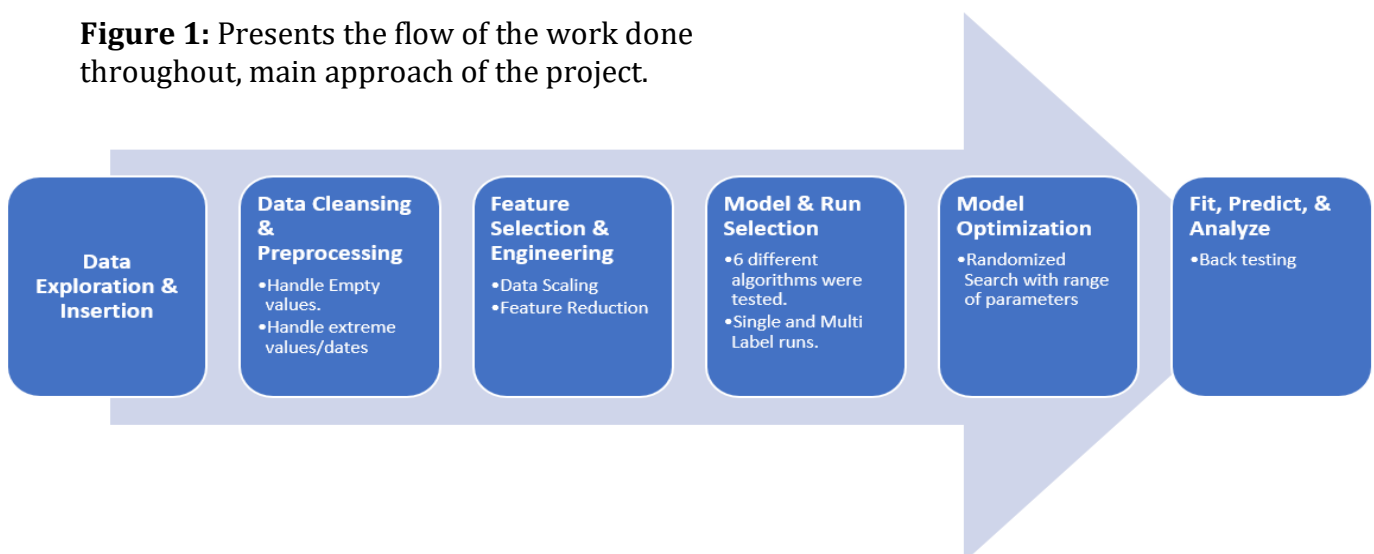 Figure 1: Presents the flow of the work done
throughout, main approach of the project.
Data
Exploration &
Insertion
Data Cleansing
&
Preprocessing
•Handle Empty
values.
•Handle extreme
values/dates
Feature
Selection &
Engineering
•Data Scaling
•Feature Reduction
Model & Run
Selection
•6 different
algorithms were
tested.
•Single and Multi
Label runs.
Model
Optimization
•Randomized
Search with range
of parameters
Fit, Predict, &
Analyze
•Back testing